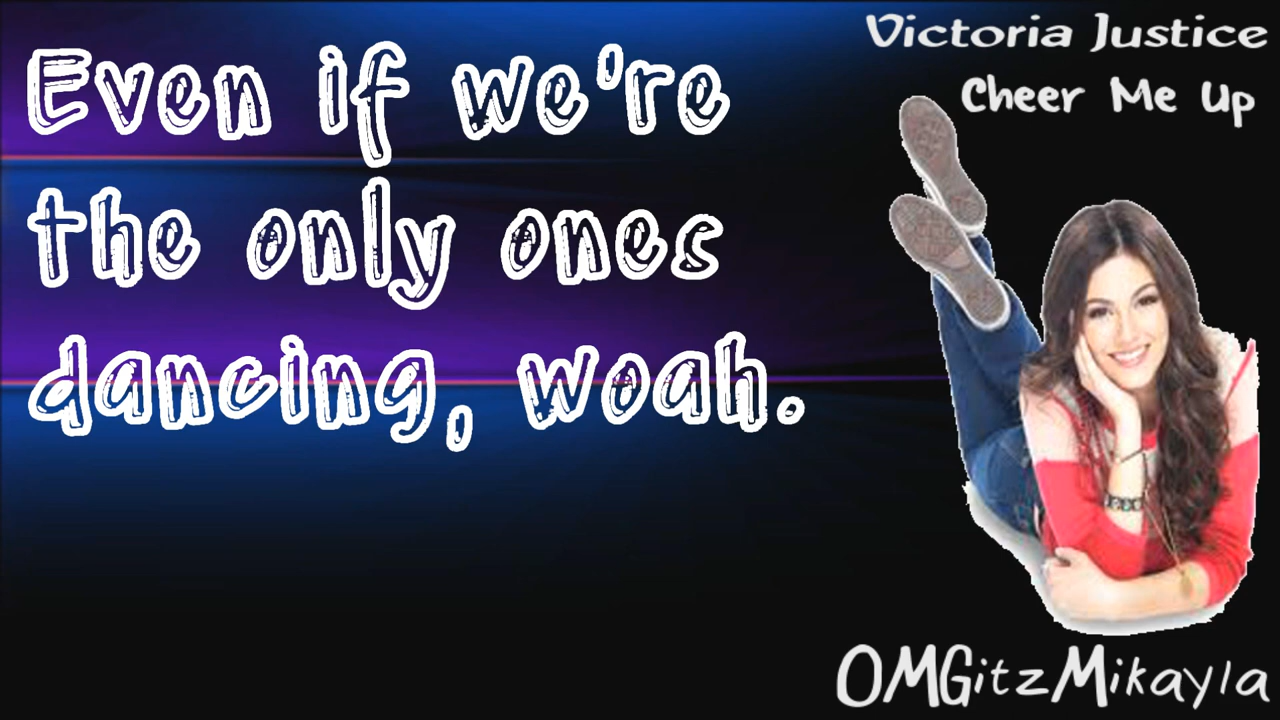 Victoria Justice
Cheer Me Up
Even if we're
the only ones
dancing, woah.
OMGitzMikayla